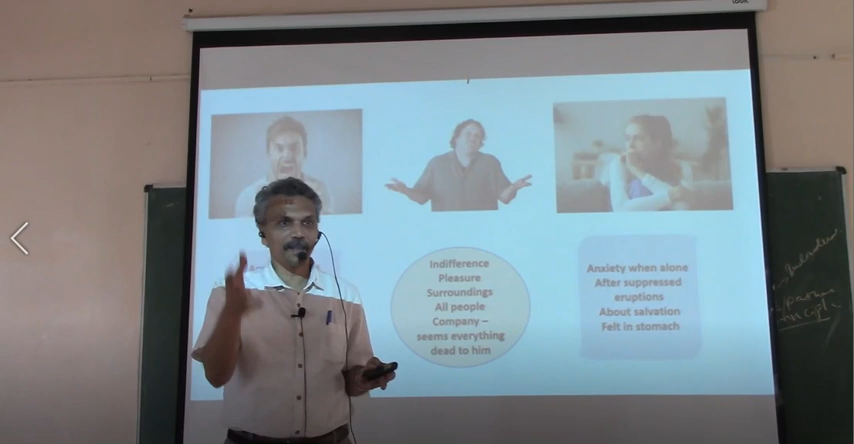 Indifference
Pleasure
Surroundings
All people
Company –
seems everything
dead to him
Anxiety when alone
After suppressed
eruptions
About salvation
Felt in stomach